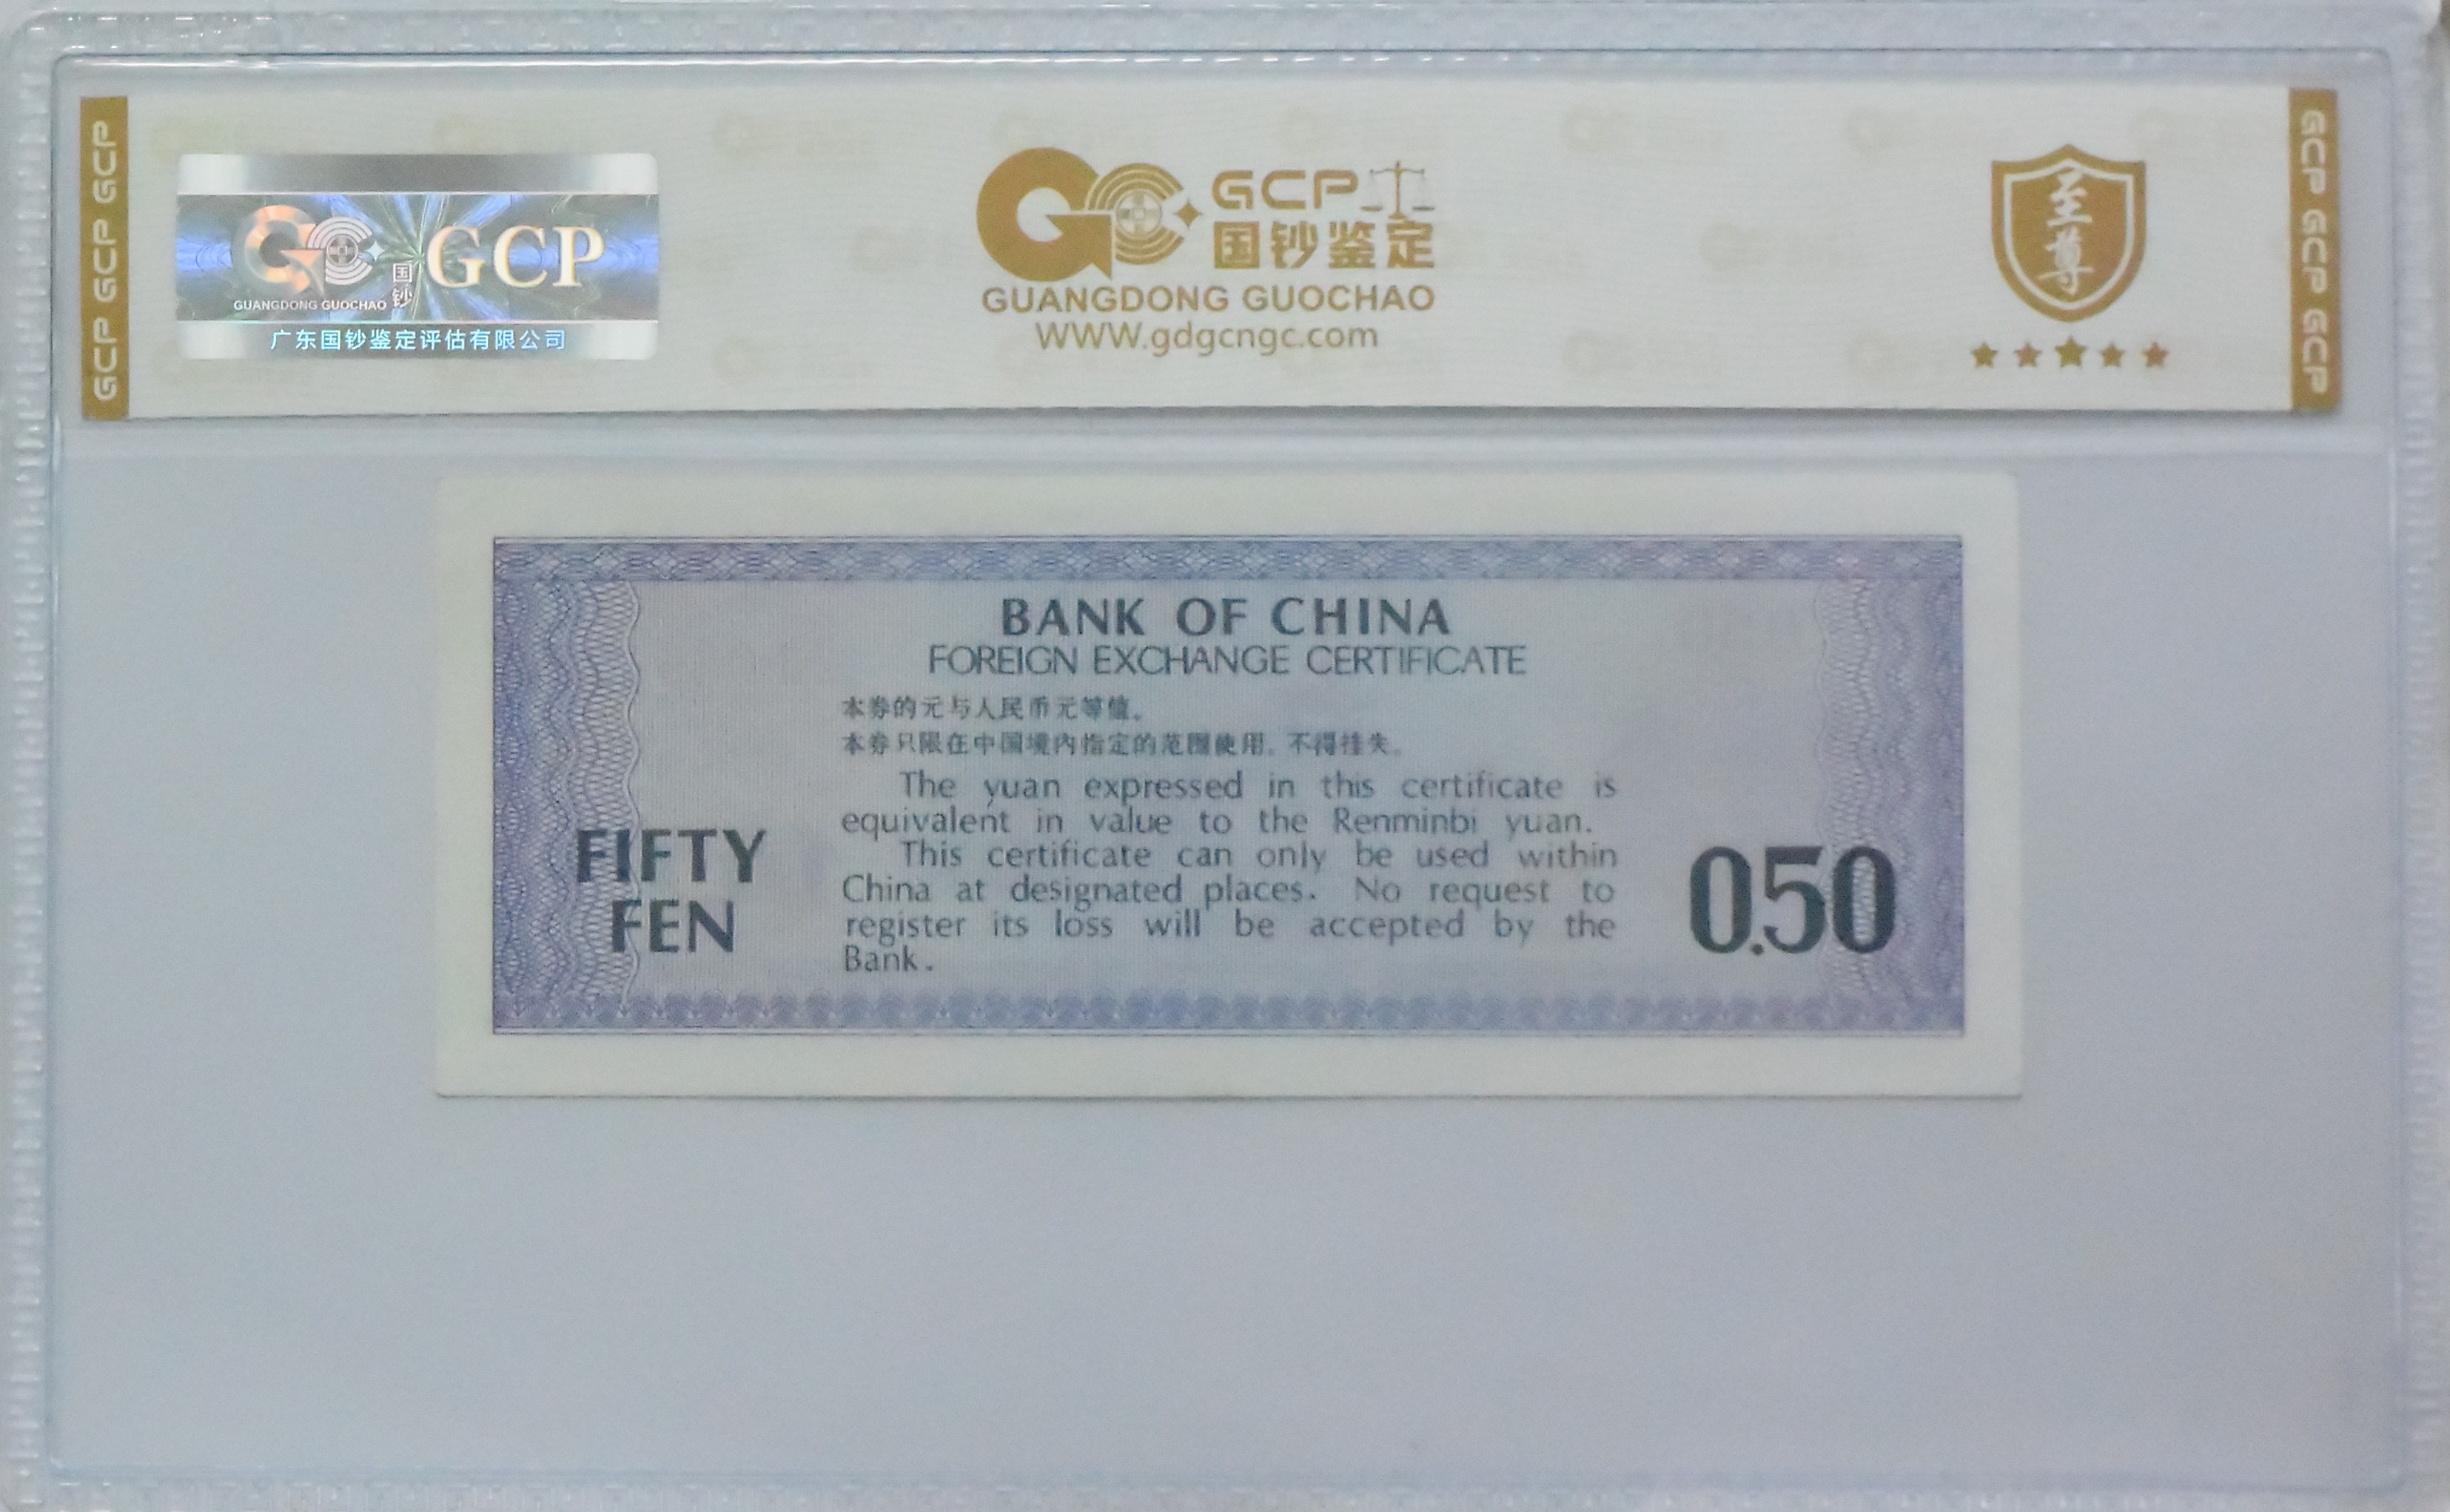 GCP GCP GCP
GC GCP
国钞
GUANGDONG GUOCHAO
广东国钞鉴定评估有限公司
GC GCP
国钞鉴定
GUANGDONG GUOCHAO
WWW.gdgcngc.com
至尊
GCP GCP GCP
BANK OF CHINA
FOREIGN EXCHANGE CERTIFICATE
本券的元与人民币元等值。
本券只限在中国境内指定的范围使用。不得挂失。
The yuan expressed in this certificate is
equivalent in value to the Renminbi yuan.
This certificate can only be used within
China at designated places. No request to
register its loss will be accepted by the
Bank.
FIFTY
FEN
0.50